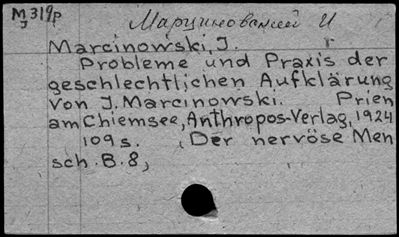 M319p Марциновский И
J
Marcinowski, J. r
Probleme und Praxis der
geschlechtlichen Aufklärung
von J. Marcinowski. Prien
am Chiemsee, Anthropos-Verlag, 1924
109 s. , Der nervöse Men
sch. B. 8,